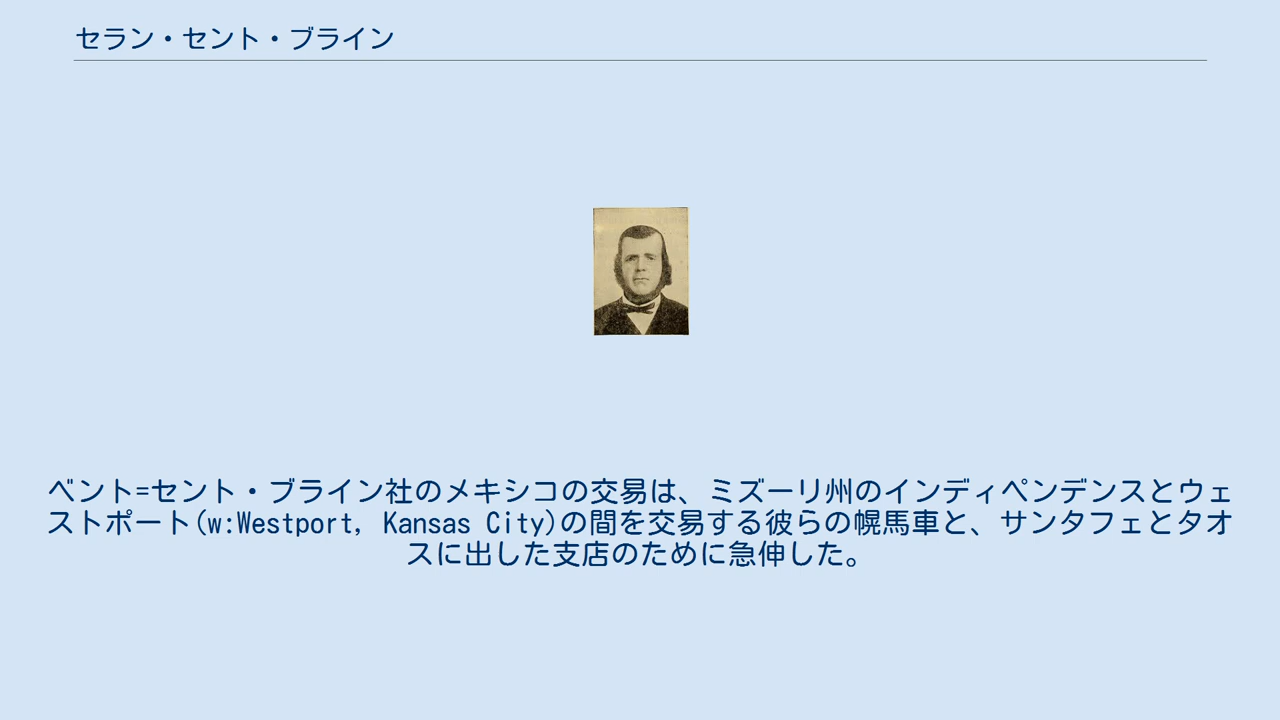 セラン・セント・ブライン
ベント=セント・ブライン社のメキシコの交易は、ミズーリ州のインディペンデンスとウェ
ストポート(w:Westport, Kansas City)の間を交易する彼らの幌馬車と、サンタフェとタオ
スに出した支店のために急伸した。